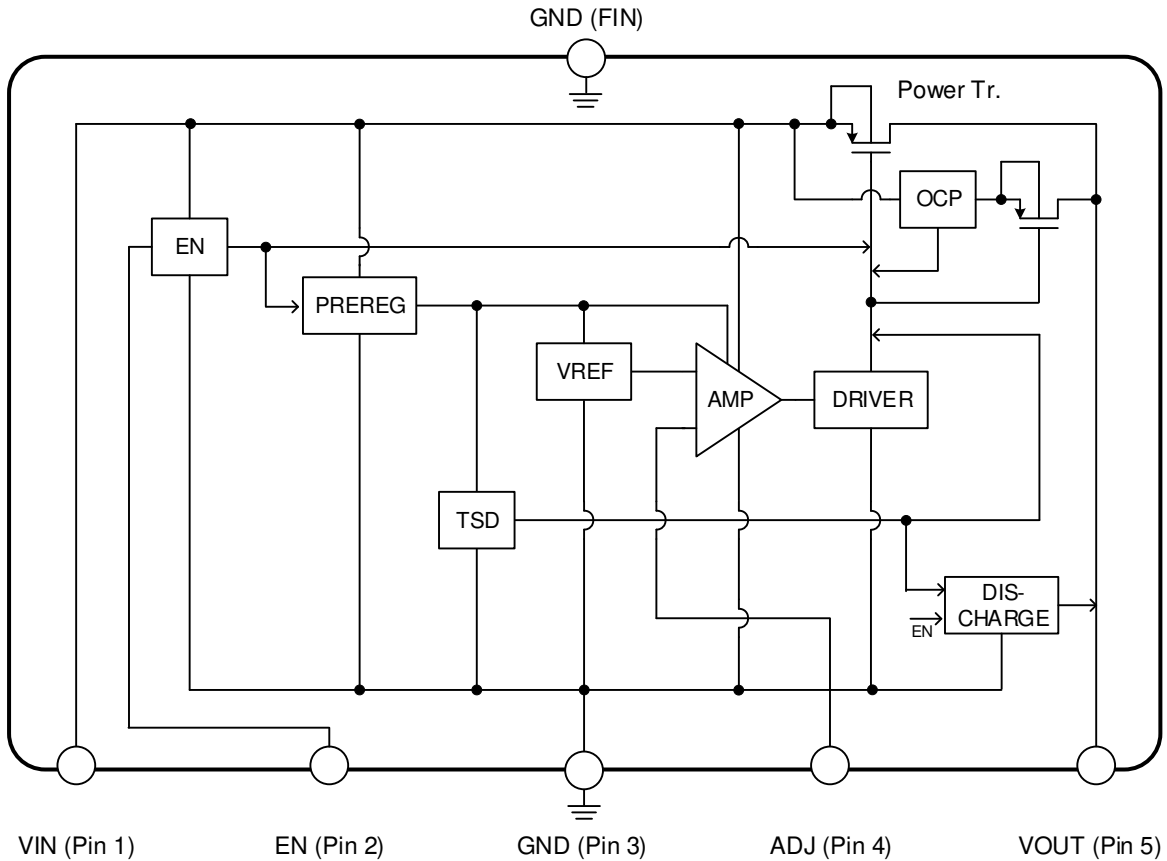 GND (FIN)
Power Tr.
OCP
EN
PREREG
VREF
AMP
DRIVER
TSD
DIS-
CHARGE
EN
VIN (Pin 1)
EN (Pin 2)
GND (Pin 3)
ADJ (Pin 4)
VOUT (Pin 5)